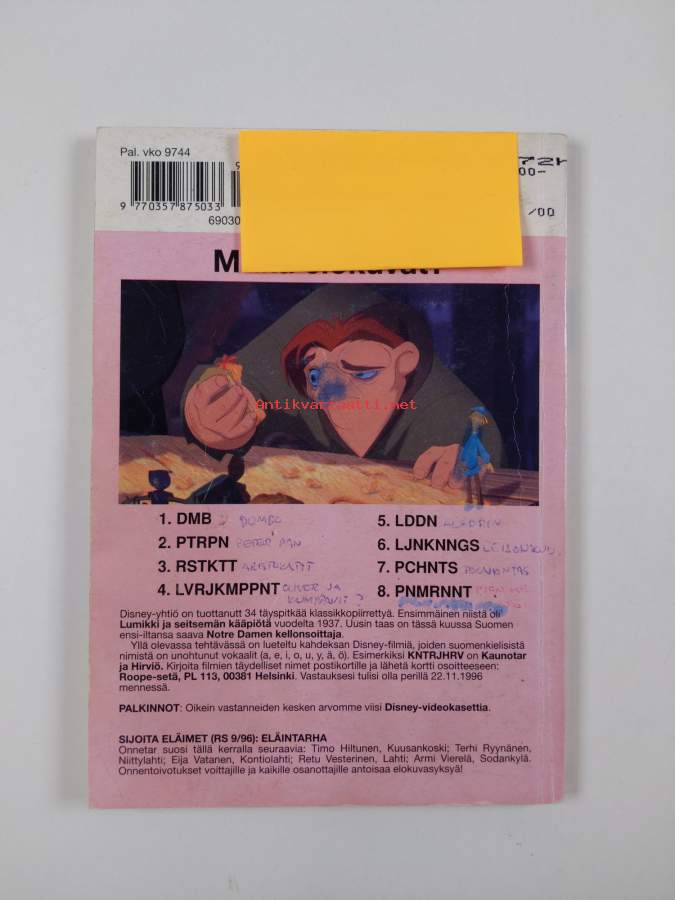 Pal. vko 9744
9 770357 875033
00-
/00
Antikvariaatti.net
1. DMB DUMBO
2. PTRPN PETER PAN
3. RSTKTT ARISTOKATIT
4. LVRJKMPPNT OLIVER JA
5. LDDN ALADDIN
6. LJNKNNGS
7. PCHNTS POCAHONTAS
8. PNMRNNT
Disney-yhtiö on tuottanut 34 täyspitkää klassikkopiirrettyä. Ensimmäinen niistä oli
Lumikki ja seitsemän kääpiötä vuodelta 1937. Uusin taas on tässä kuussa Suomen
ensi-iltansa saava Notre Damen kellonsoittaja.
Yllä olevassa tehtävässä on lueteltu kahdeksan Disney-filmiä, joiden suomenkielisistä
nimistä on unohtunut vokaalit (a, e, i, o, u, y, ä, ö). Esimerkiksi KNTRJHRV on Kaunotar
ja Hirviö. Kirjoita filmien täydelliset nimet postikortille ja lähetä kortti osoitteeseen:
Roope-setä, PL 113, 00381 Helsinki. Vastauksesi tulisi olla perillä 22.11.1996
mennessä.
PALKINNOT: Oikein vastanneiden kesken arvomme viisi Disney-videokasettia.
SIJOITA ELÄIMET (RS 9/96): ELÄINTARHA
Onnetar suosi tällä kerralla seuraavia: Timo Hiltunen, Kuusankoski; Terhi Ryynänen,
Niittylahti; Eija Vatanen, Kontiolahti; Retu Vesterinen, Lahti; Armi Vierelä, Sodankylä.
Onnentoivotukset voittajille ja kaikille osanottajille antoisaa elokuvasyksyä!